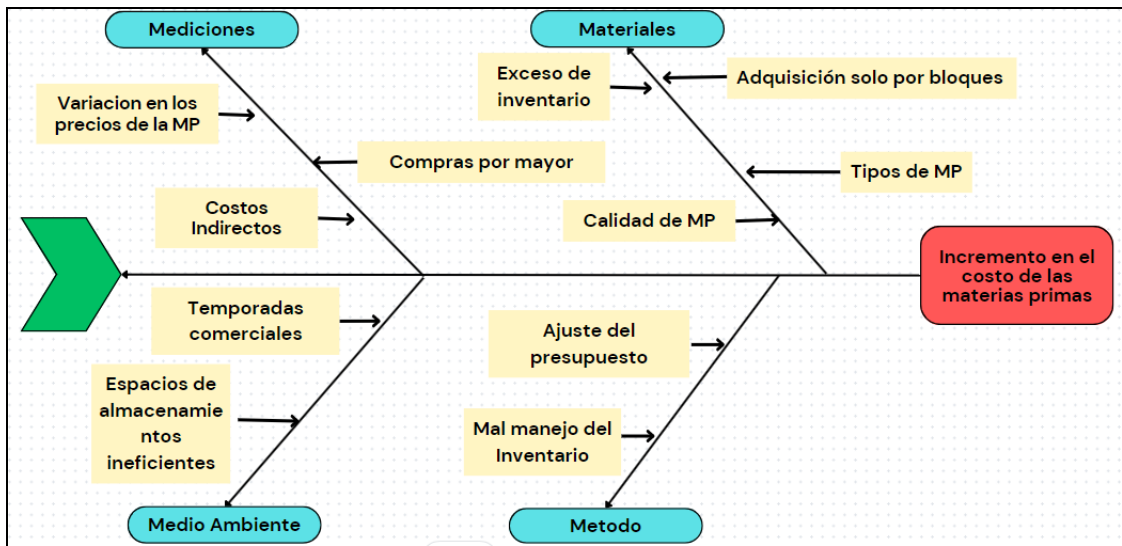 Mediciones
Materiales
Exceso de
inventario
Adquisición solo por bloques
Variacion en los
precios de la MP
Compras por mayor
Tipos de MP
Costos
Indirectos
Calidad de MP
Incremento en el
costo de las
materias primas
Temporadas
comerciales
Ajuste del
presupuesto
Espacios de
almacenamie
ntos
ineficientes
Mal manejo del
Inventario
Medio Ambiente
Metodo